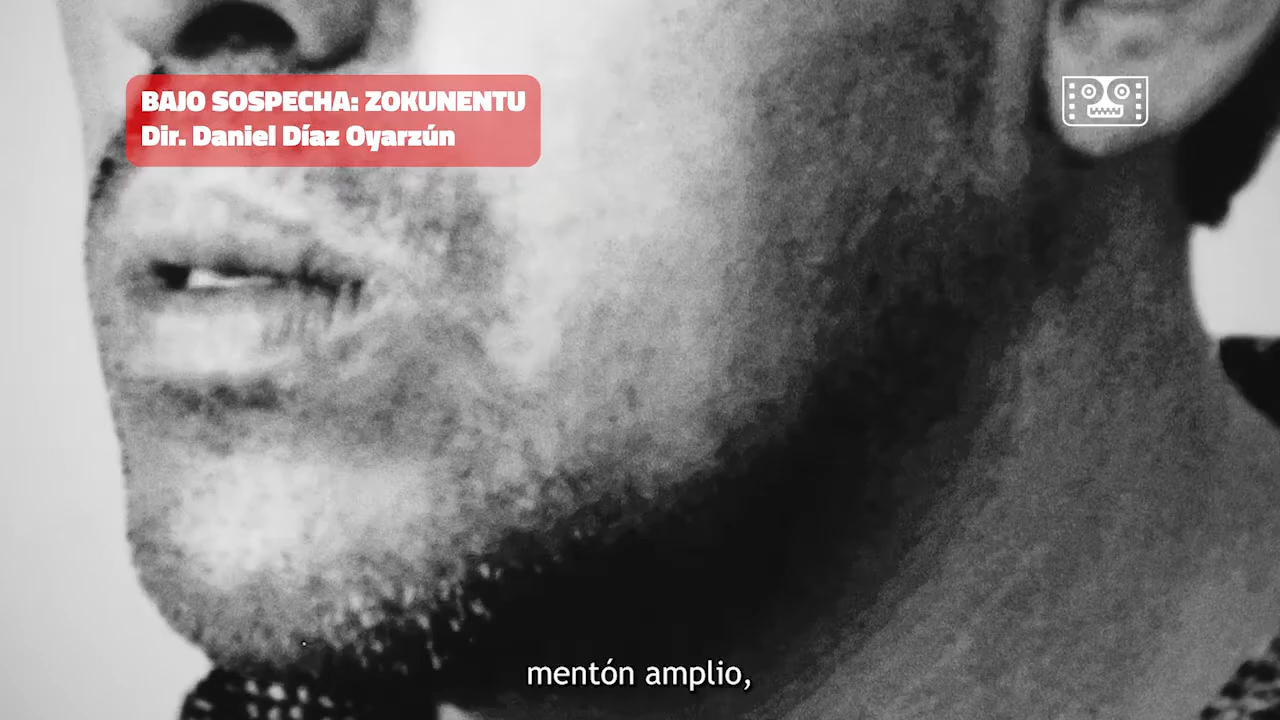 BAJO SOSPECHA: ZOKUNENTU
Dir. Daniel Díaz Oyarzún
mentón amplio,